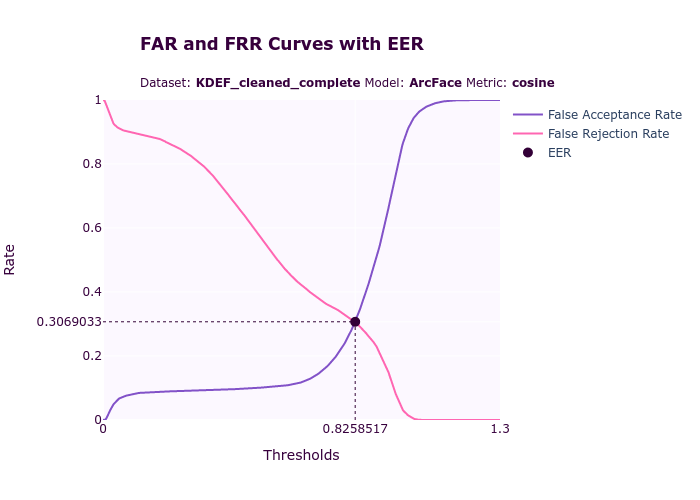 FAR and FRR Curves with EER
Dataset: KDEF_cleaned_complete Model: ArcFace Metric: cosine
False Acceptance Rate
False Rejection Rate
EER
Rate
1
0.8
0.6
0.4
0.3069033
0.2
0
0
0.8258517
1.3
Thresholds